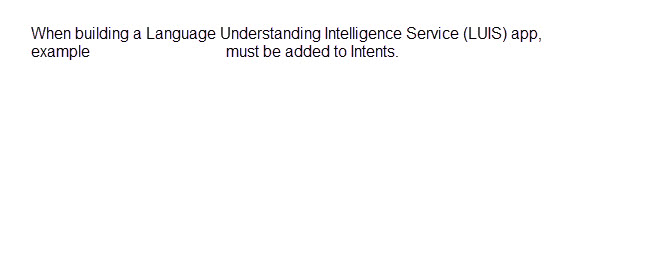 When building a Language Understanding Intelligence Service (LUIS) app,
example must be added to Intents.